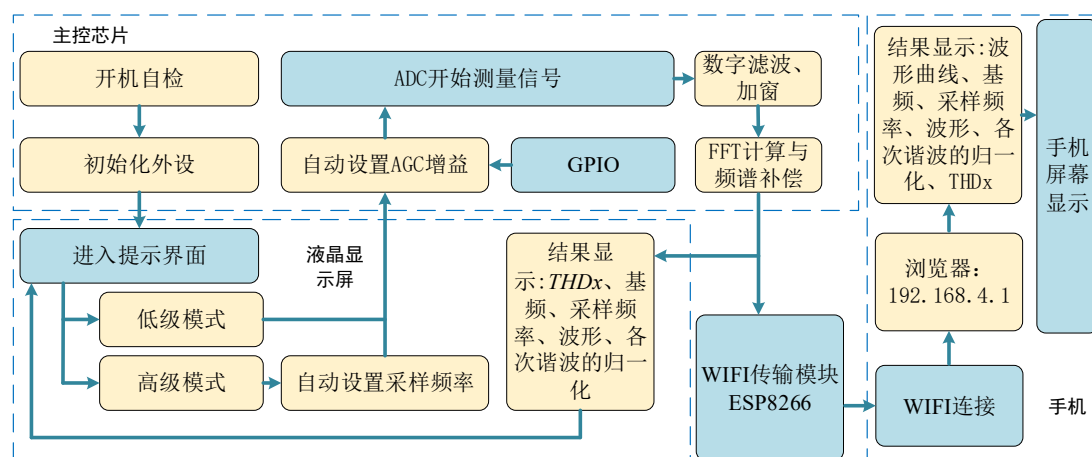 主控芯片
开机自检
初始化外设
ADC开始测量信号
自动设置AGC增益
GPIO
数字滤波、
加窗
FFT计算与
频谱补偿
进入提示界面
低级模式
高级模式
自动设置采样频率
液晶显
示屏
结果显
示:THDx、基
频、采样频
率、波形、各
次谐波的归一
化
WIFI传输模块
ESP8266
WIFI连接
浏览器：
192.168.4.1
结果显示:波
形曲线、基
频、采样频
率、波形、各
次谐波的归一
化、THDx
手机
屏幕
显示
手机